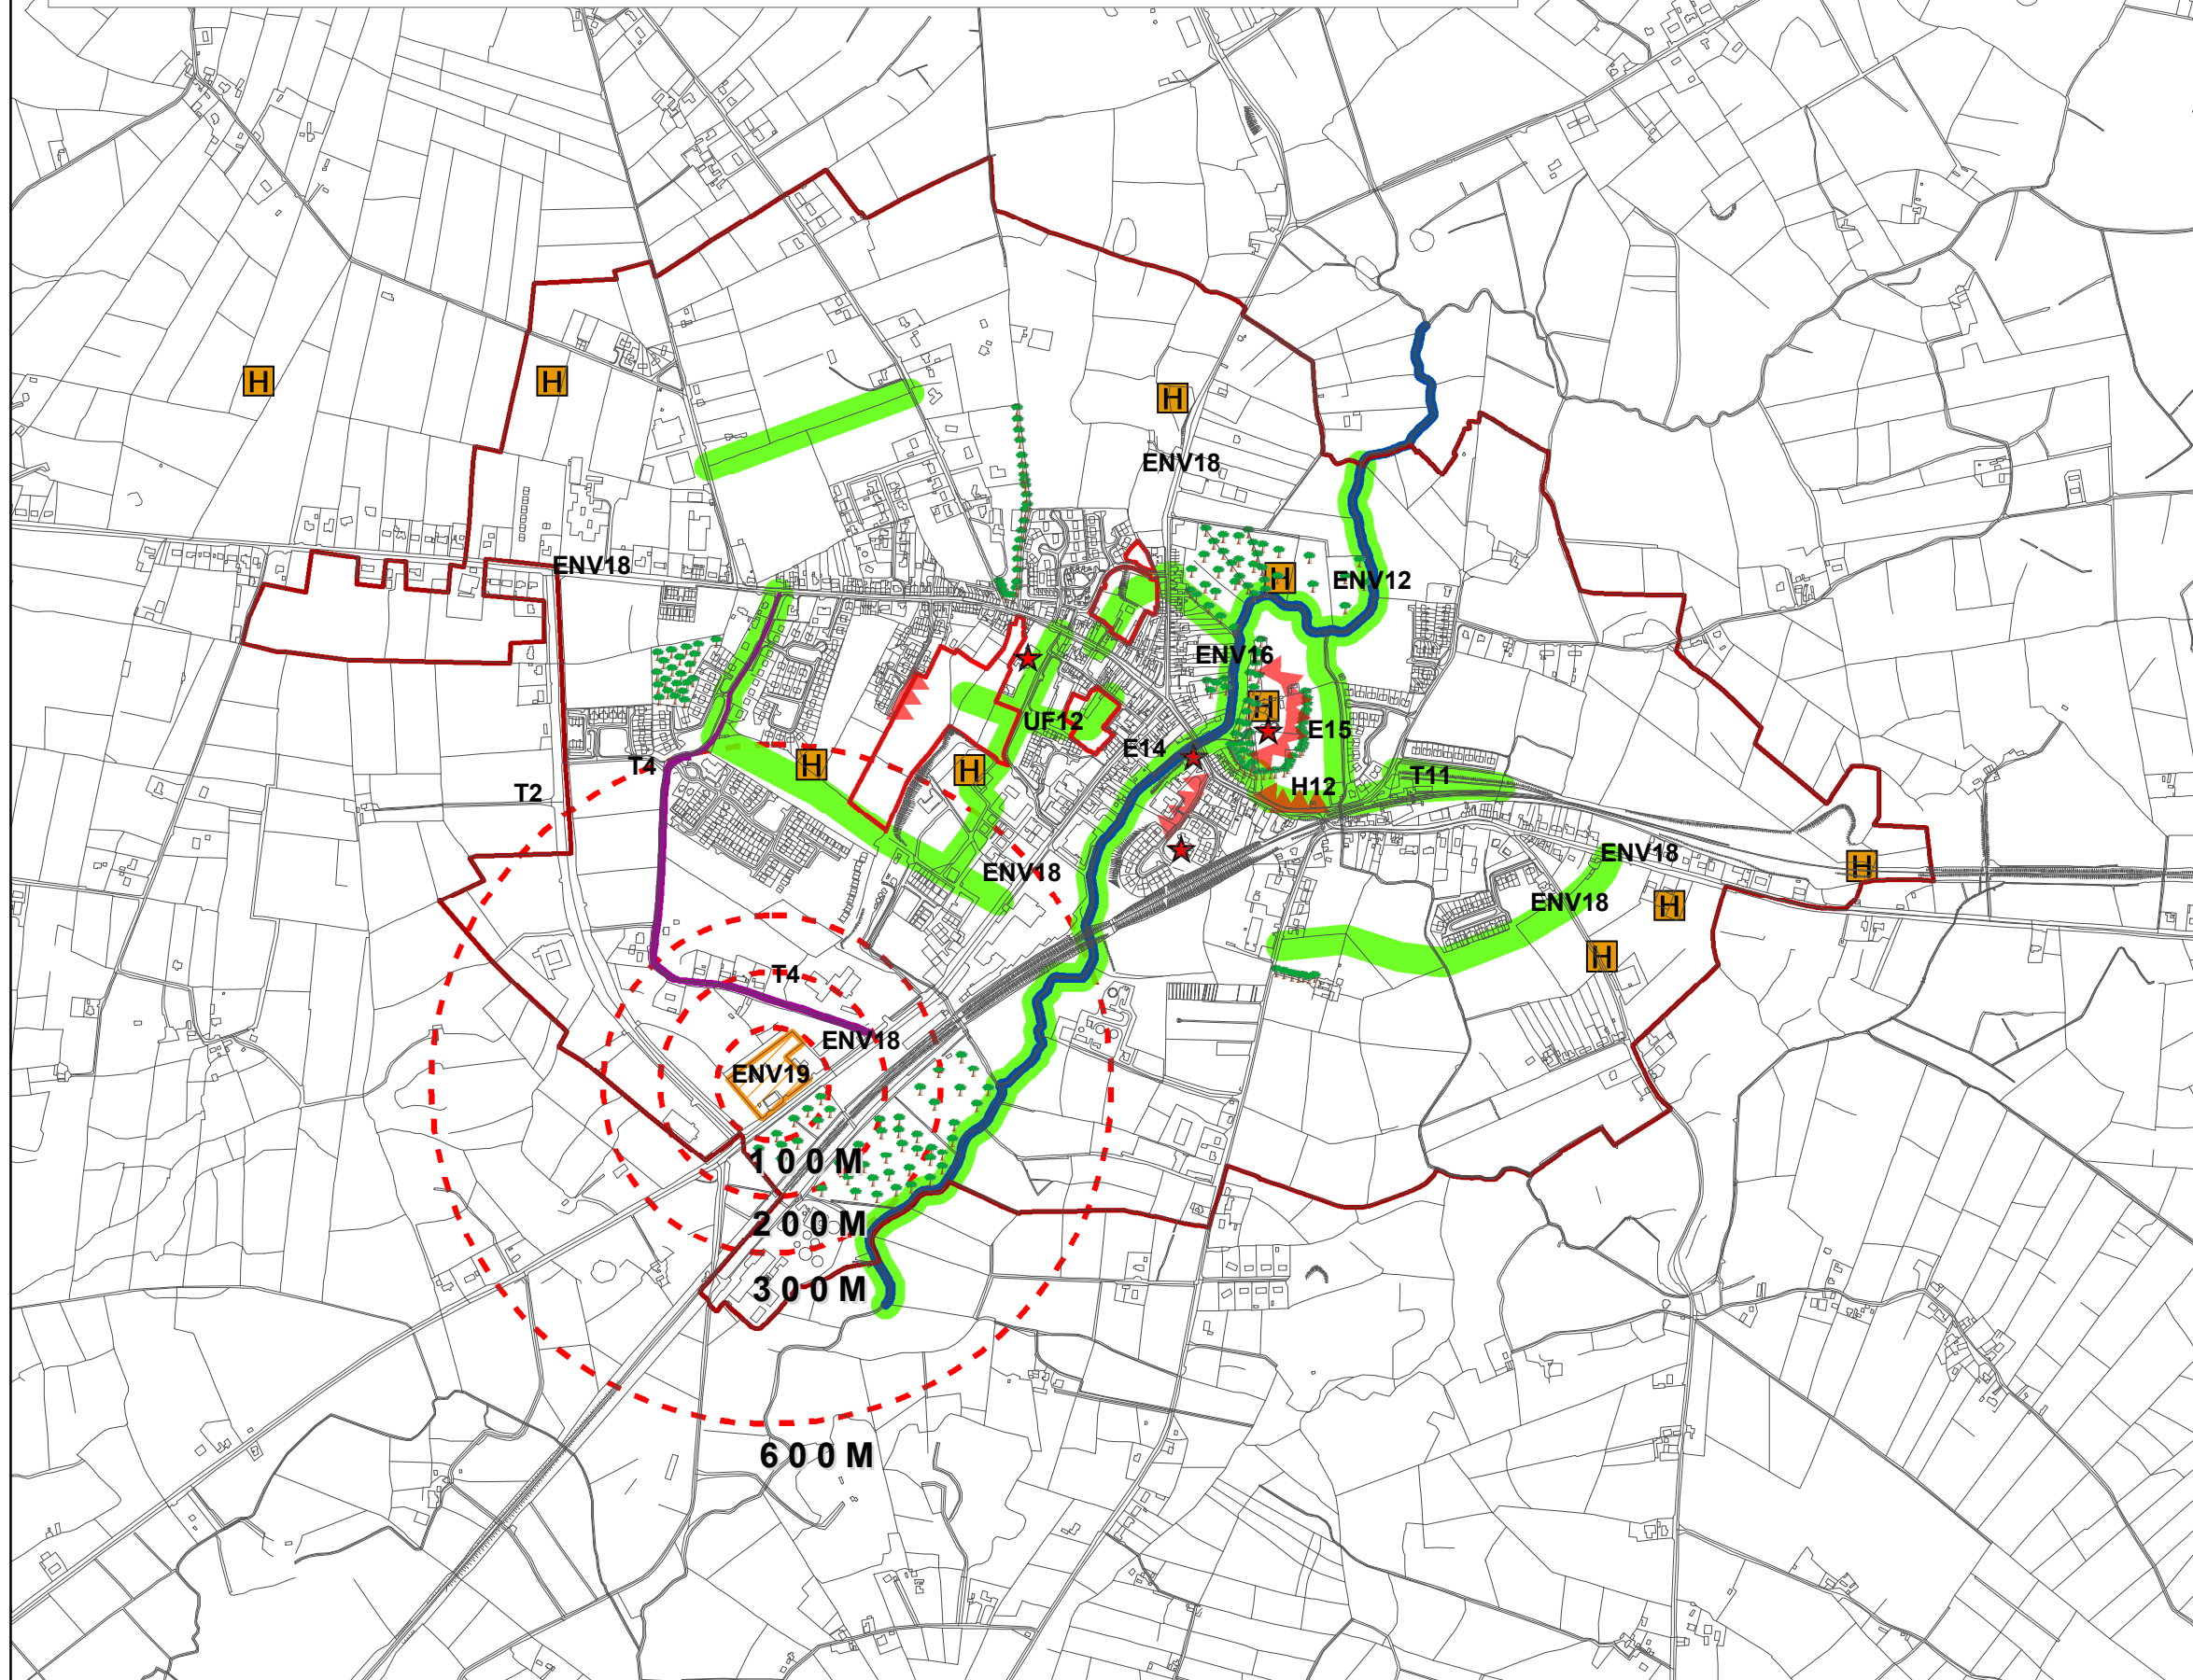 H
H
H
ENV18
ENV18
H
ENV12
ENV16
H
UF12
E14
E15
T4
H
H
T11
H12
T2
ENV18
ENV18
H
ENV18
H
H
T4
ENV18
ENV19
100M
200M
300M
600M